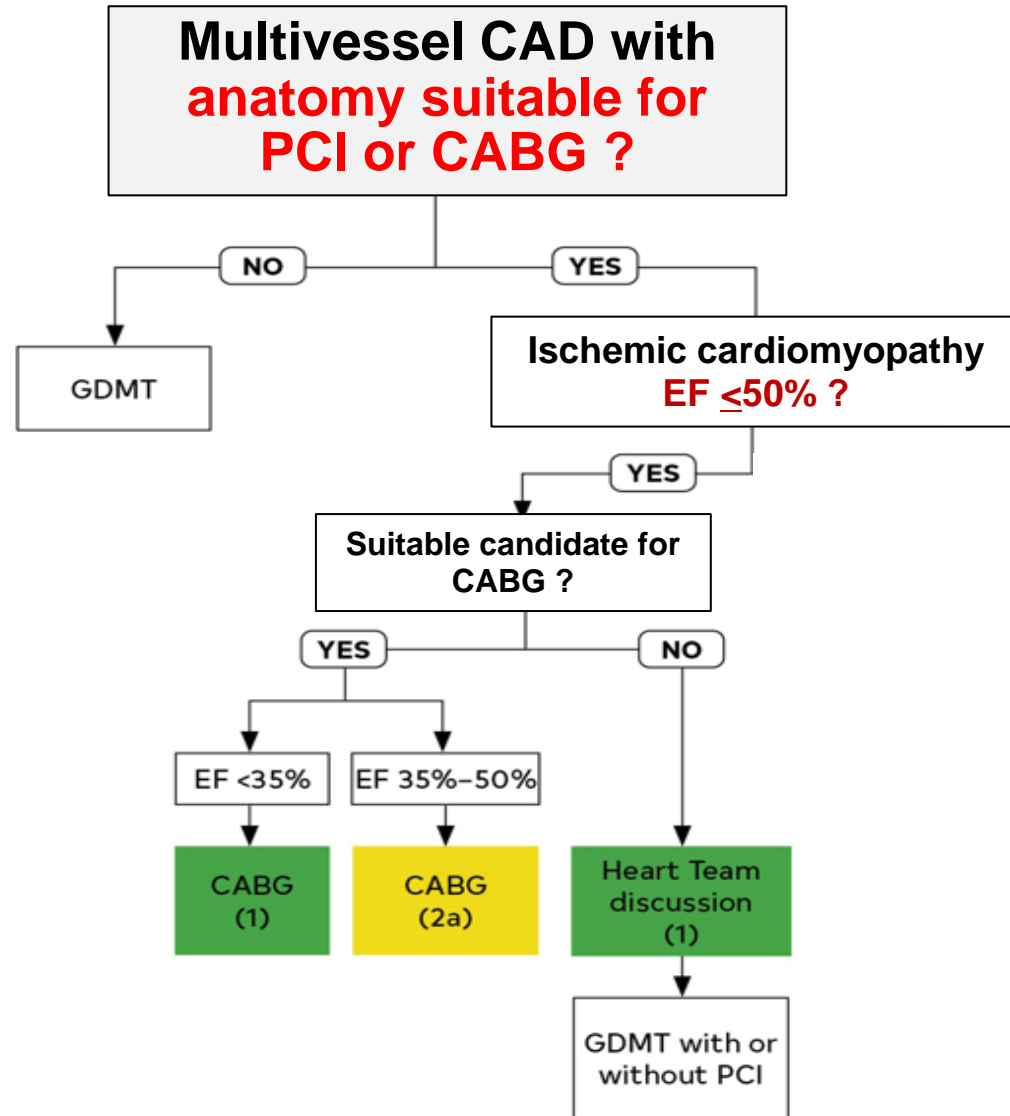 Multivessel CAD with
anatomy suitable for
PCI or CABG ?
NO
YES
GDMT
Ischemic cardiomyopathy
EF <50% ?
YES
Suitable candidate for
CABG ?
YES
NO
EF <35%
EF 35%–50%
CABG
(1)
CABG
(2a)
Heart Team
discussion
(1)
GDMT with or
without PCI